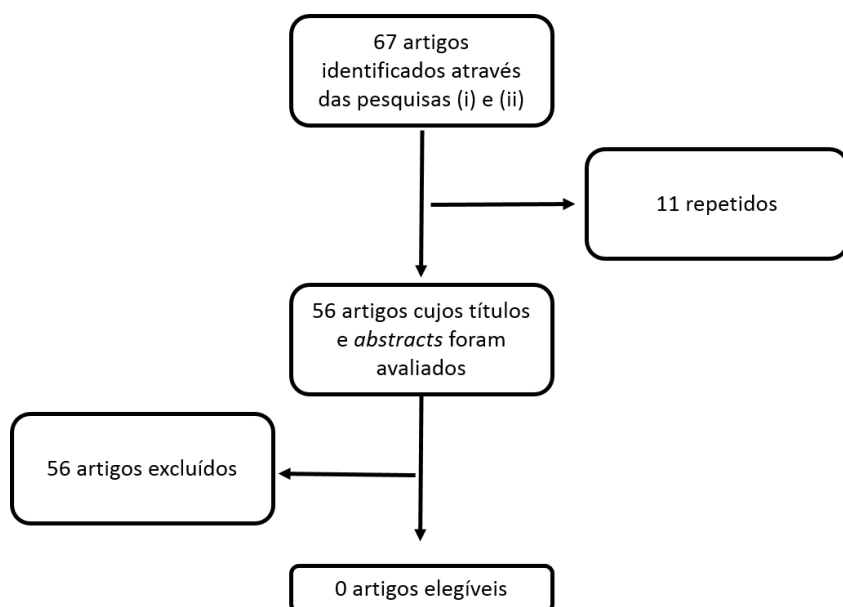 67 artigos
identificados através
das pesquisas (i) e (ii)
11 repetidos
56 artigos cujos títulos
e abstracts foram
avaliados
56 artigos excluídos
0 artigos elegíveis